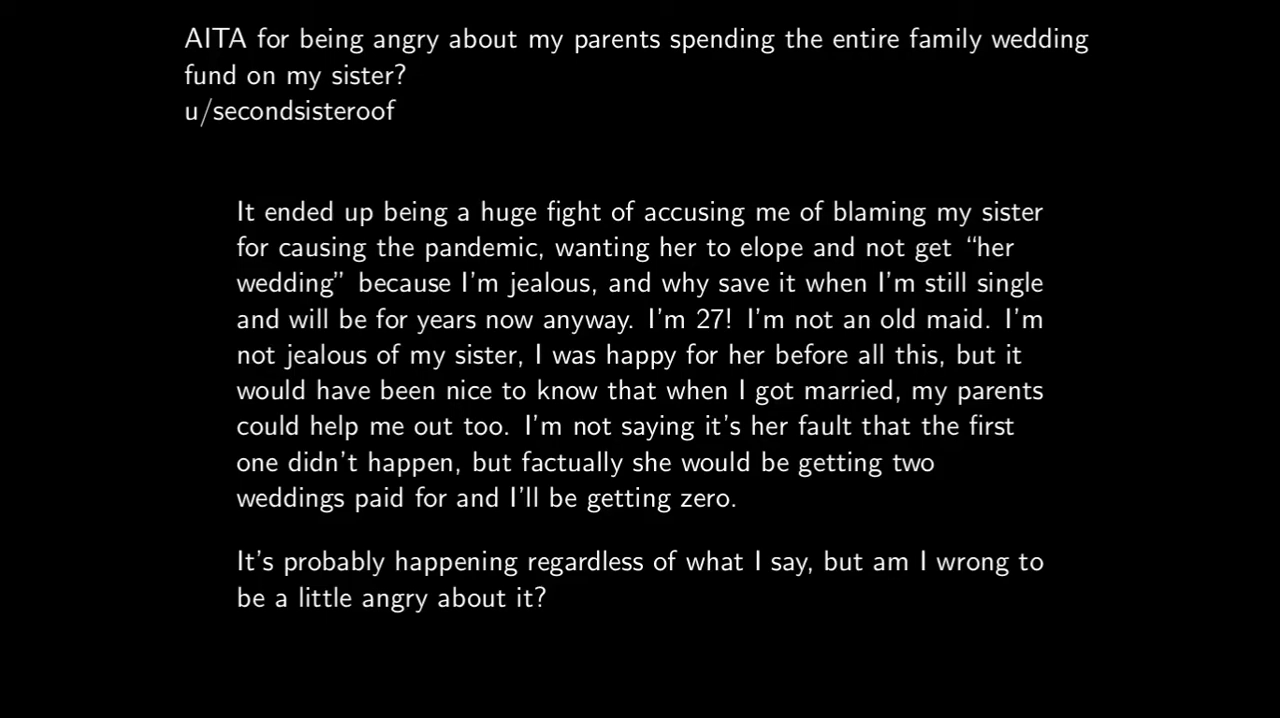 AITA for being angry about my parents spending the entire family wedding
fund on my sister?
u/secondsisteroof
It ended up being a huge fight of accusing me of blaming my sister
for causing the pandemic, wanting her to elope and not get “her
wedding” because I’m jealous, and why save it when I’m still single
and will be for years now anyway. I’m 27! I’m not an old maid. I’m
not jealous of my sister, I was happy for her before all this, but it
would have been nice to know that when I got married, my parents
could help me out too. I’m not saying it’s her fault that the first
one didn’t happen, but factually she would be getting two
weddings paid for and I’ll be getting zero.
It’s probably happening regardless of what I say, but am I wrong to
be a little angry about it?